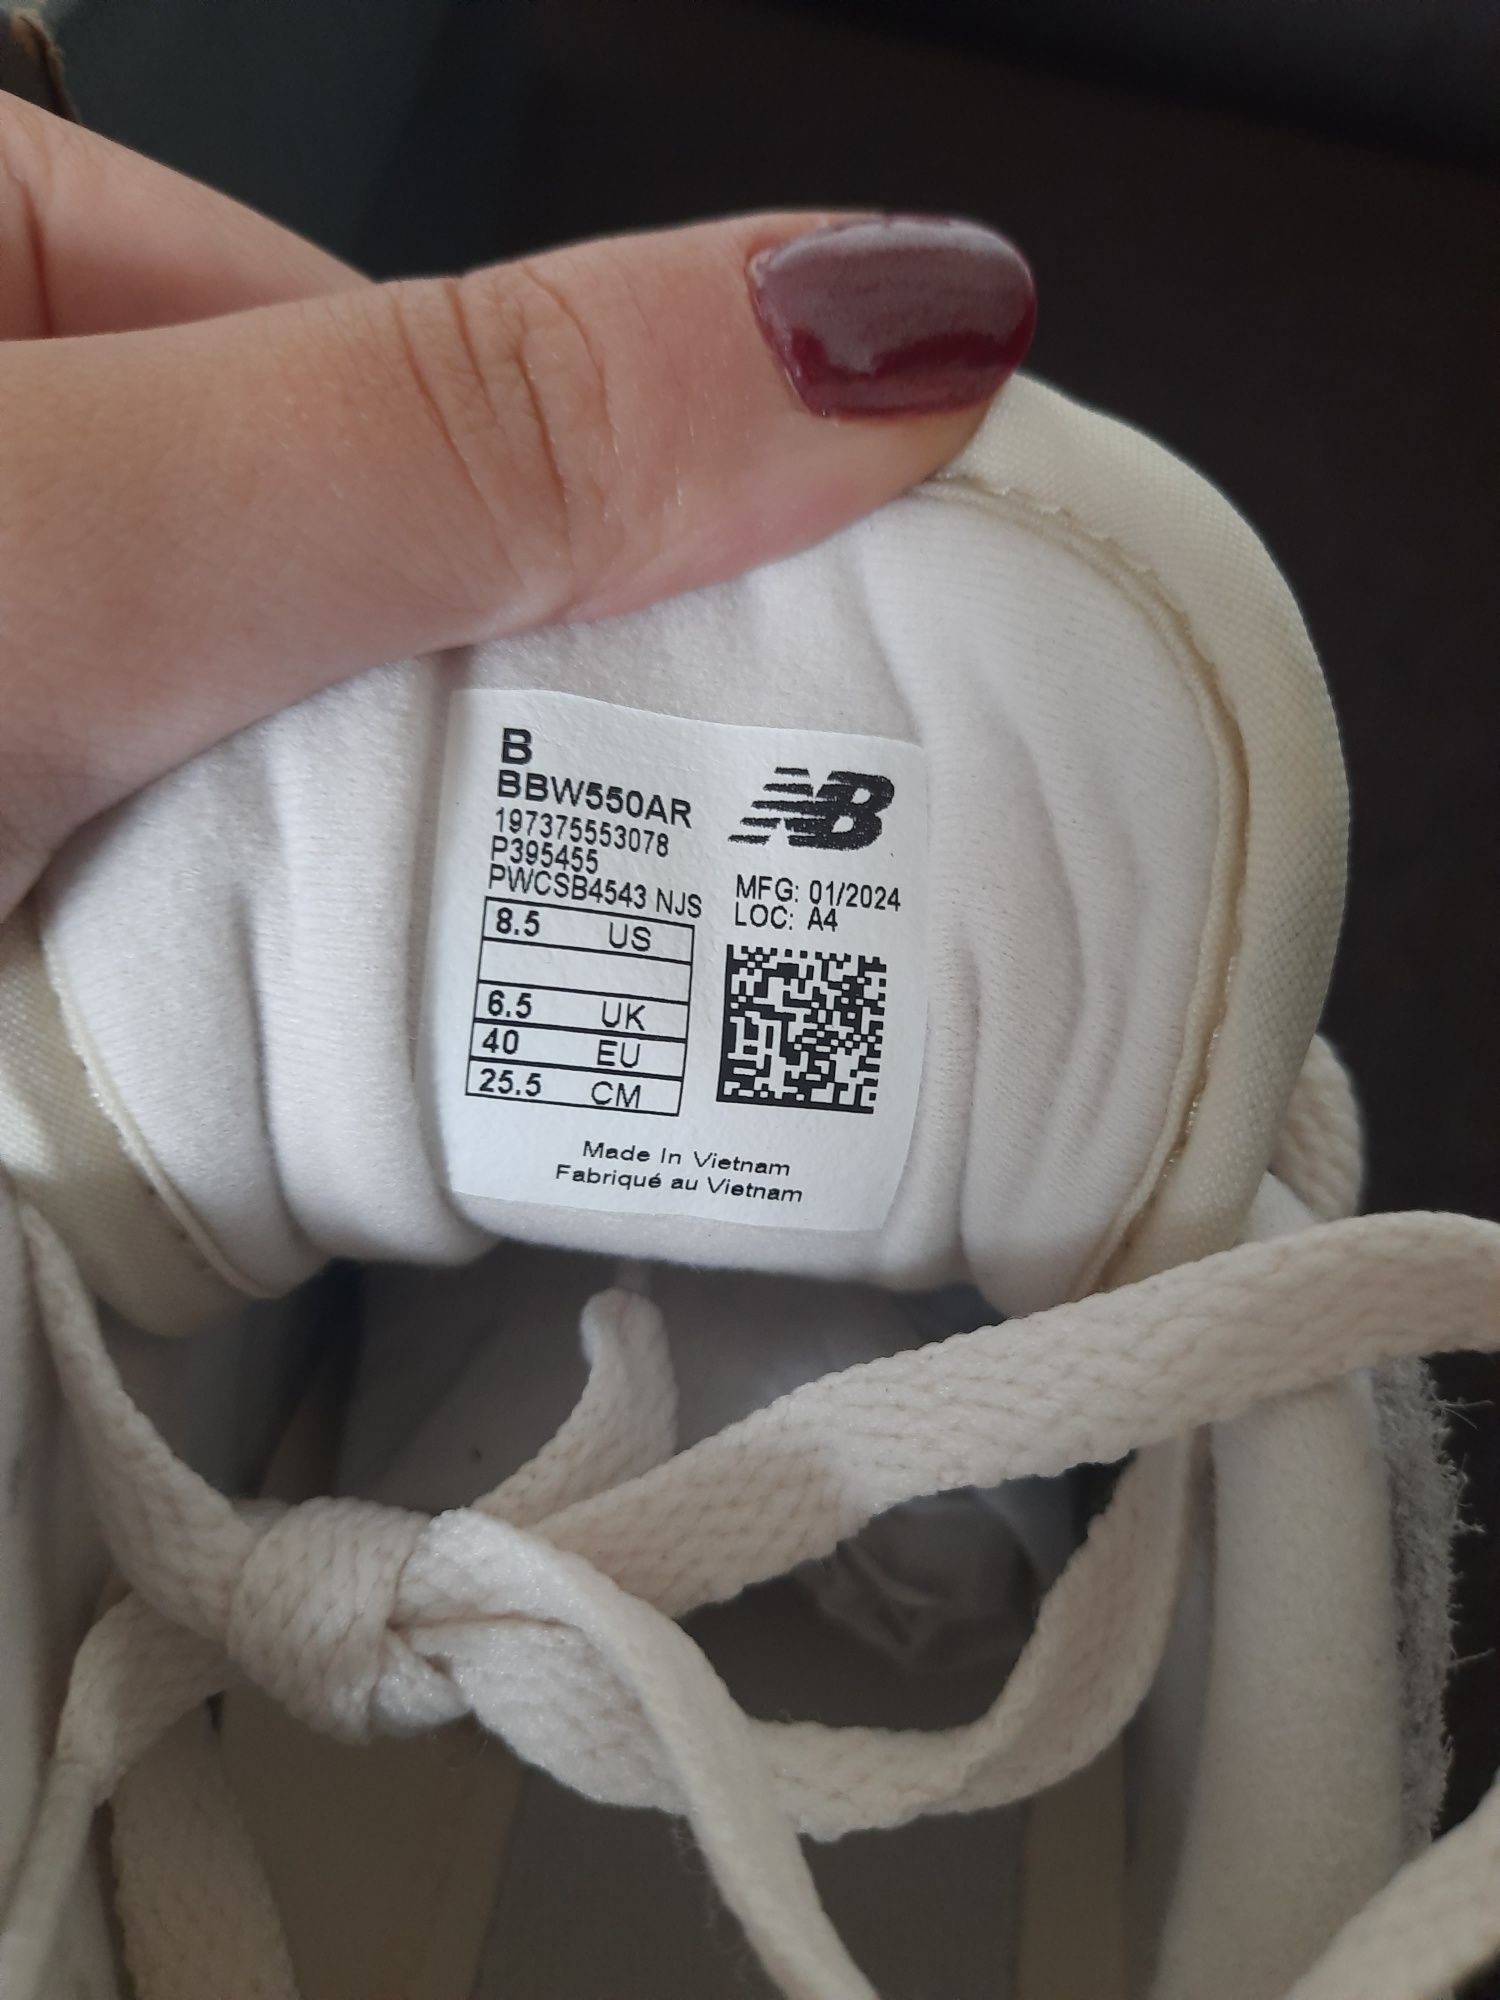 B
BBW550AR
197375553078
P395455
PWCSB4543 NJS
8.5 US
6.5 UK
40 EU
25.5 CM
NB
MFG: 01/2024
LOC: A4
Made In Vietnam
Fabriqué au Vietnam